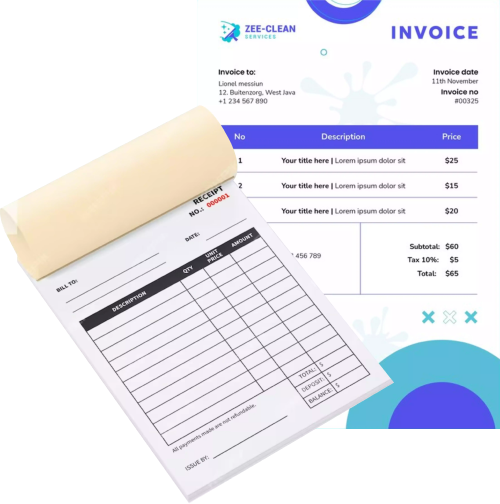 ZEE-CLEAN
SERVICES
INVOICE
Invoice to:
Lionel messiun
12. Buitenzorg, West Java
+1 234 567 890
Invoice date
11th November
Invoice no
#00325
No Description Price
1 Your title here | Lorem ipsum dolor sit $25
2 Your title here | Lorem ipsum dolor sit $15
Your title here | Lorem ipsum dolor sit $20
456 789
Subtotal: $60
Tax 10%: $5
Total: $65
RECEIPT
NO.: 000001
DATE:
BILL TO:
DESCRIPTION QTY UNIT PRICE AMOUNT
TOTAL: $
DEPOSIT: $
BALANCE: $
All payments made are not refundable.
ISSUE BY: